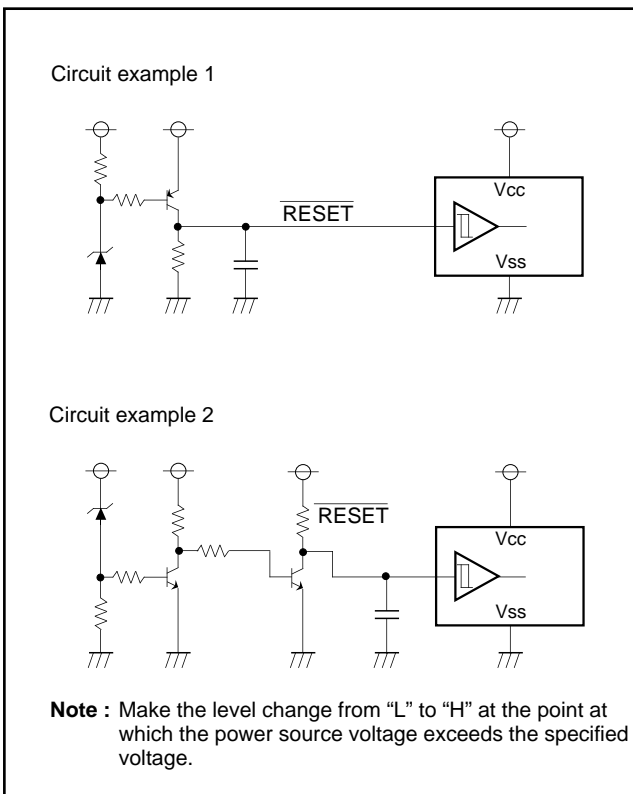 Circuit example 1
RESET
Vcc
Vss
Circuit example 2
RESET
Vcc
Vss
Note : Make the level change from “L” to “H” at the point at
which the power source voltage exceeds the specified
voltage.